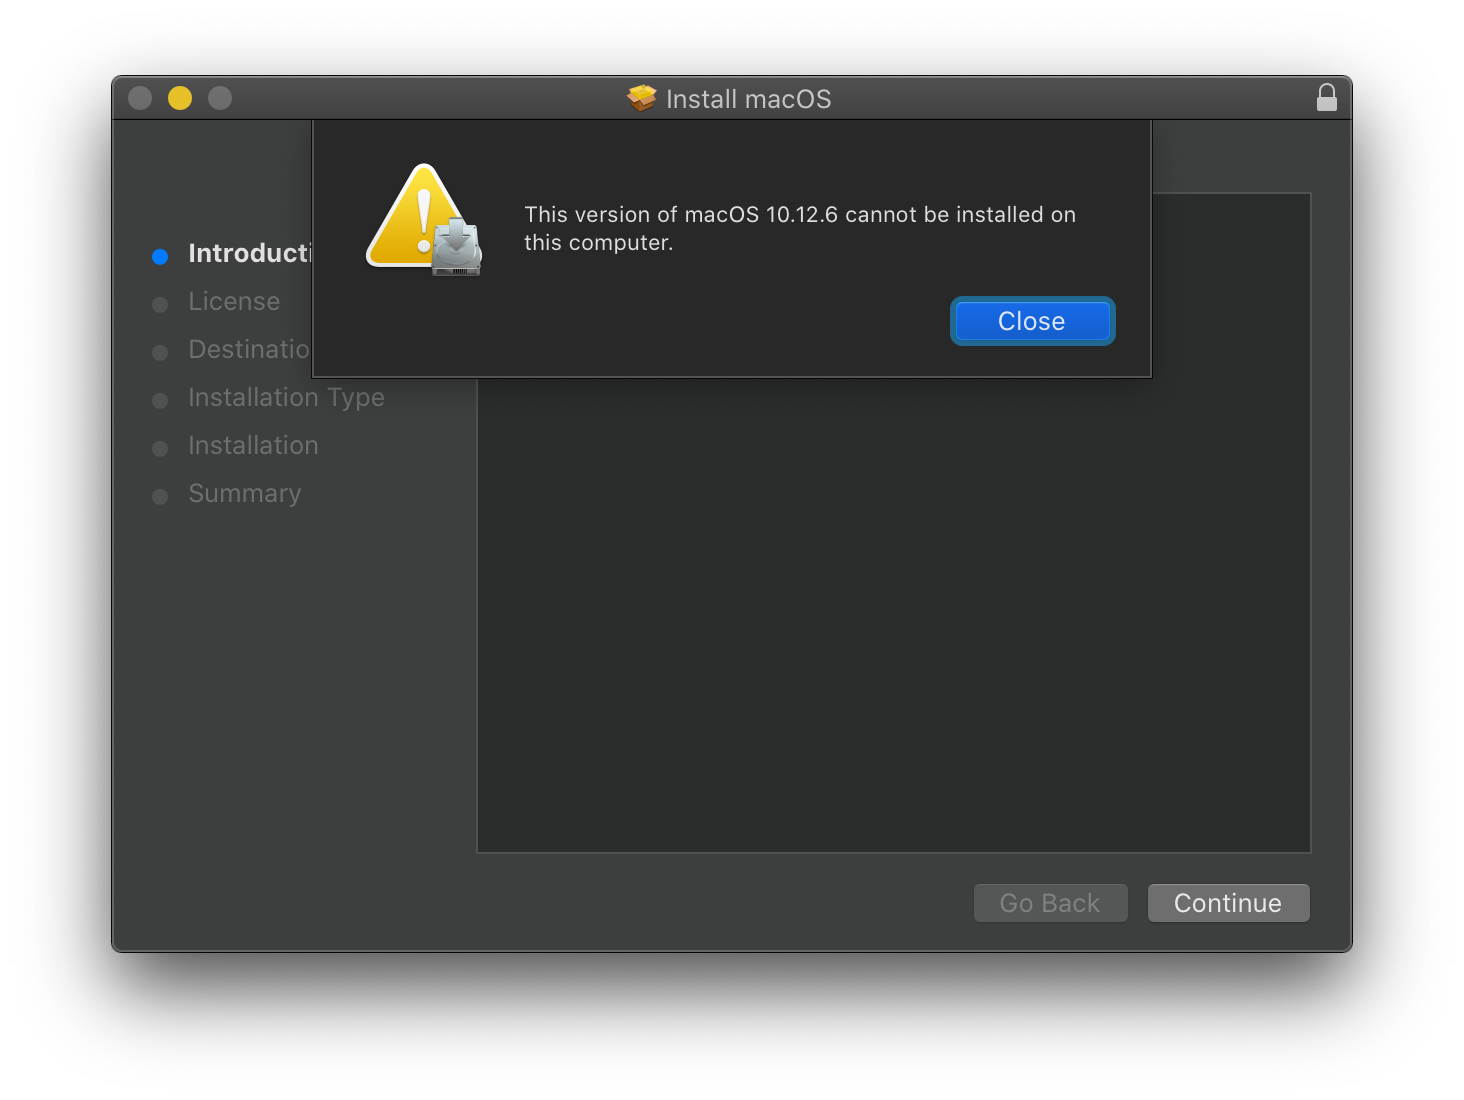 Install macOS
This version of macOS 10.12.6 cannot be installed on
this computer.
Close
Introducti
License
Destinatio
Installation Type
Installation
Summary
Go Back
Continue